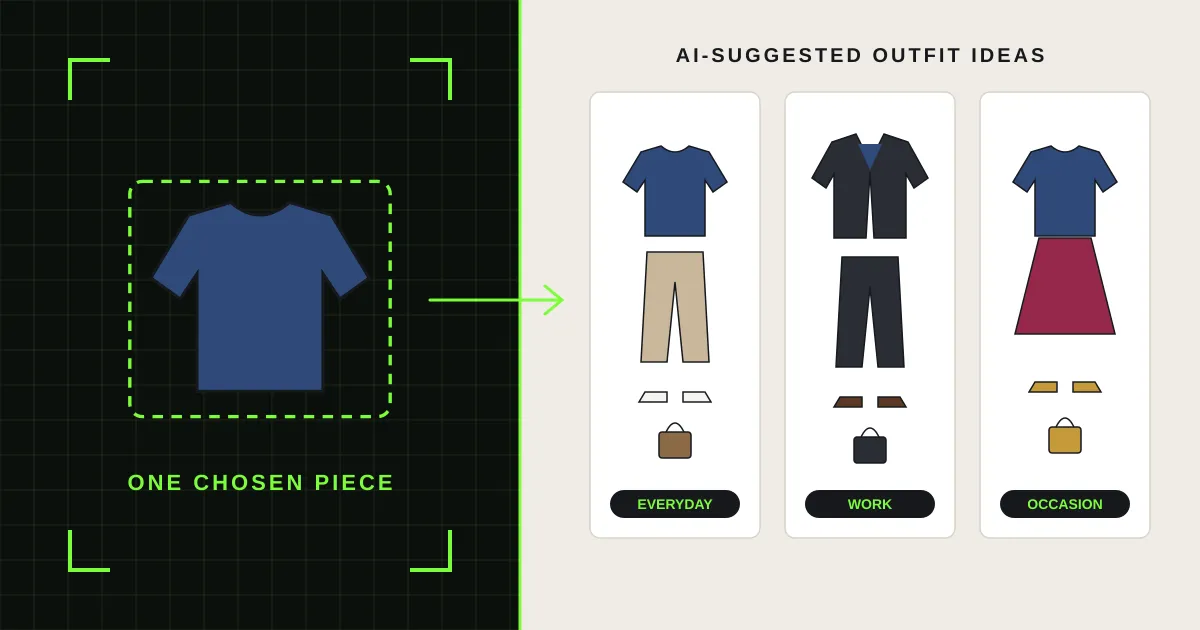 ONE CHOSEN PIECE
AI-SUGGESTED OUTFIT IDEAS
EVERYDAY
WORK
OCCASION